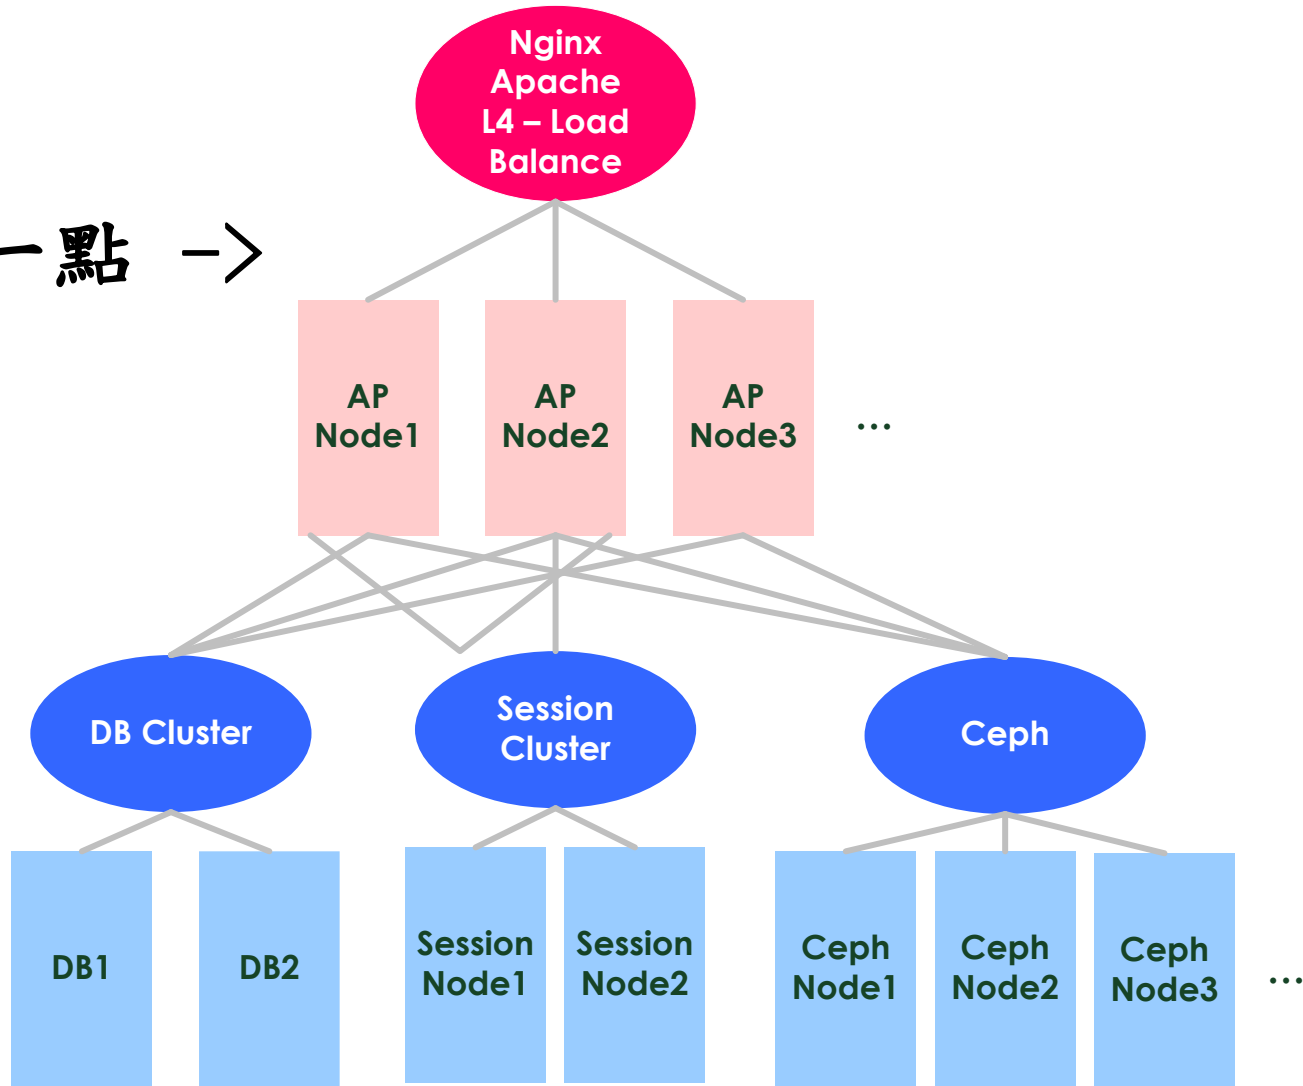 Nginx
Apache
L4 – Load
Balance
一點 ->
AP
Node1
AP
Node2
AP
Node3
...
DB Cluster
Session
Cluster
Ceph
DB1
DB2
Session
Node1
Session
Node2
Ceph
Node1
Ceph
Node2
Ceph
Node3
...